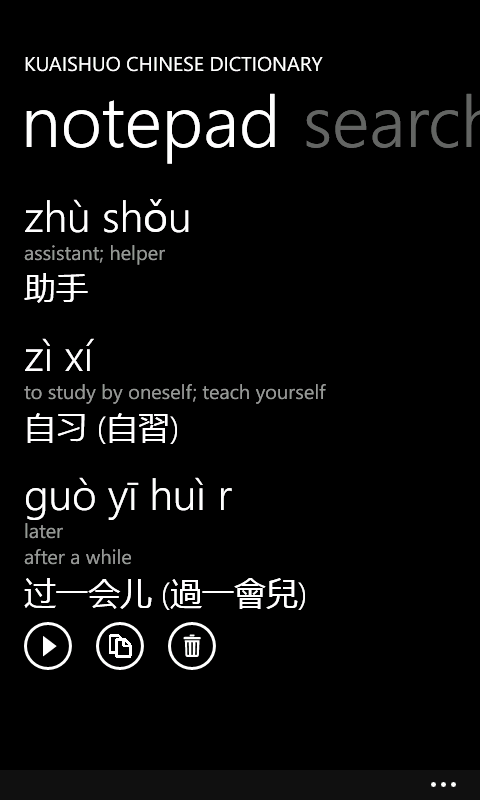 KUAISHUO CHINESE DICTIONARY
notepad search
zhù shǒu
assistant; helper
助手
zì xí
to study by oneself; teach yourself
自习 (自習)
guò yī huì r
later
after a while
过一会儿 (過一會兒)